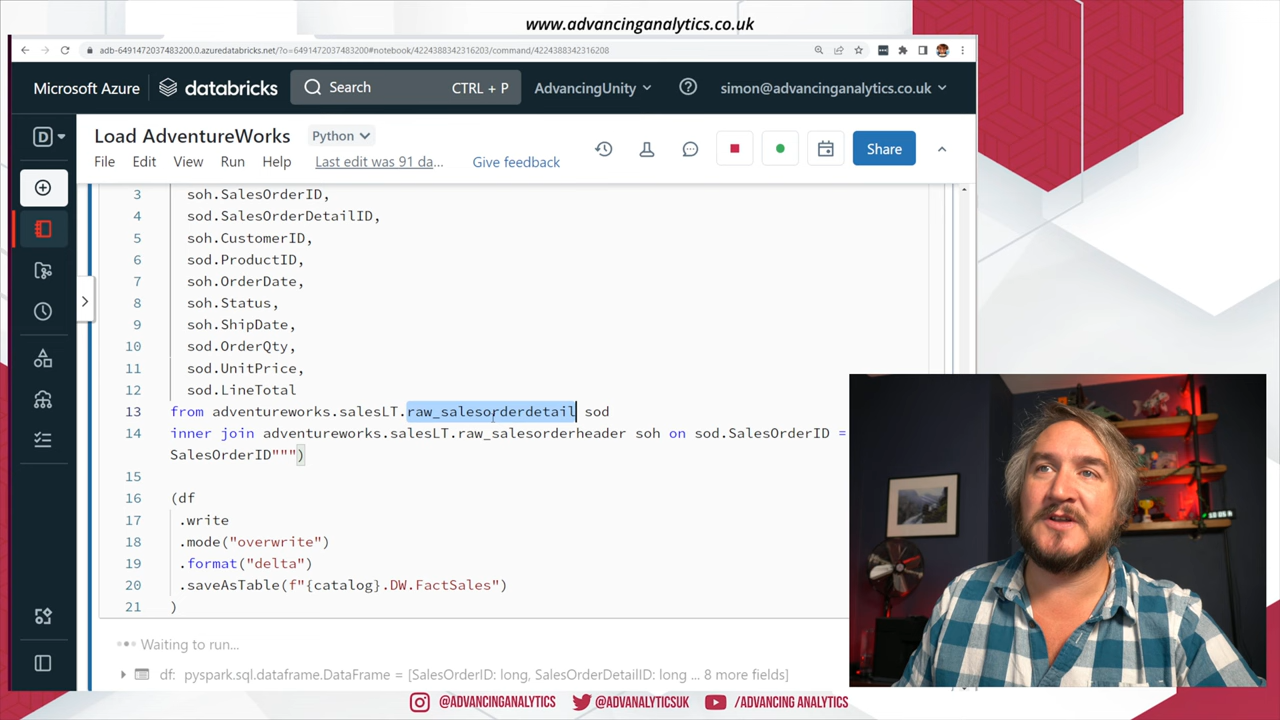 www.advancinganalytics.co.uk
adb-6491472037483200.0.azuredatabricks.net/?o=6491472037483200#notebook/4224388342316203/command/4224388342316208
Microsoft Azure databricks Search CTRL + P AdvancingUnity simon@advancinganalytics.co.uk
D
Load AdventureWorks Python
File Edit View Run Help Last edit was 91 da... Give feedback
Share
3 soh.SalesOrderID,
4 sod.SalesOrderDetailID,
5 soh.CustomerID,
6 sod.ProductID,
7 soh.OrderDate,
8 soh.Status,
9 soh.ShipDate,
10 sod.OrderQty,
11 sod.UnitPrice,
12 sod.LineTotal
13 from adventureworks.salesLT.raw_salesorderdetail sod
14 inner join adventureworks.salesLT.raw_salesorderheader soh on sod.SalesOrderID =
SalesOrderID""")
15
16 (df
17 .write
18 .mode("overwrite")
19 .format("delta")
20 .saveAsTable(f"{catalog}.DW.FactSales")
21 )
Waiting to run...
df: pyspark.sql.dataframe.DataFrame = [SalesOrderID: long, SalesOrderDetailID: long ... 8 more fields]
@ADVANCINGANALYTICS @ADVANALYTICSUK /ADVANCING ANALYTICS